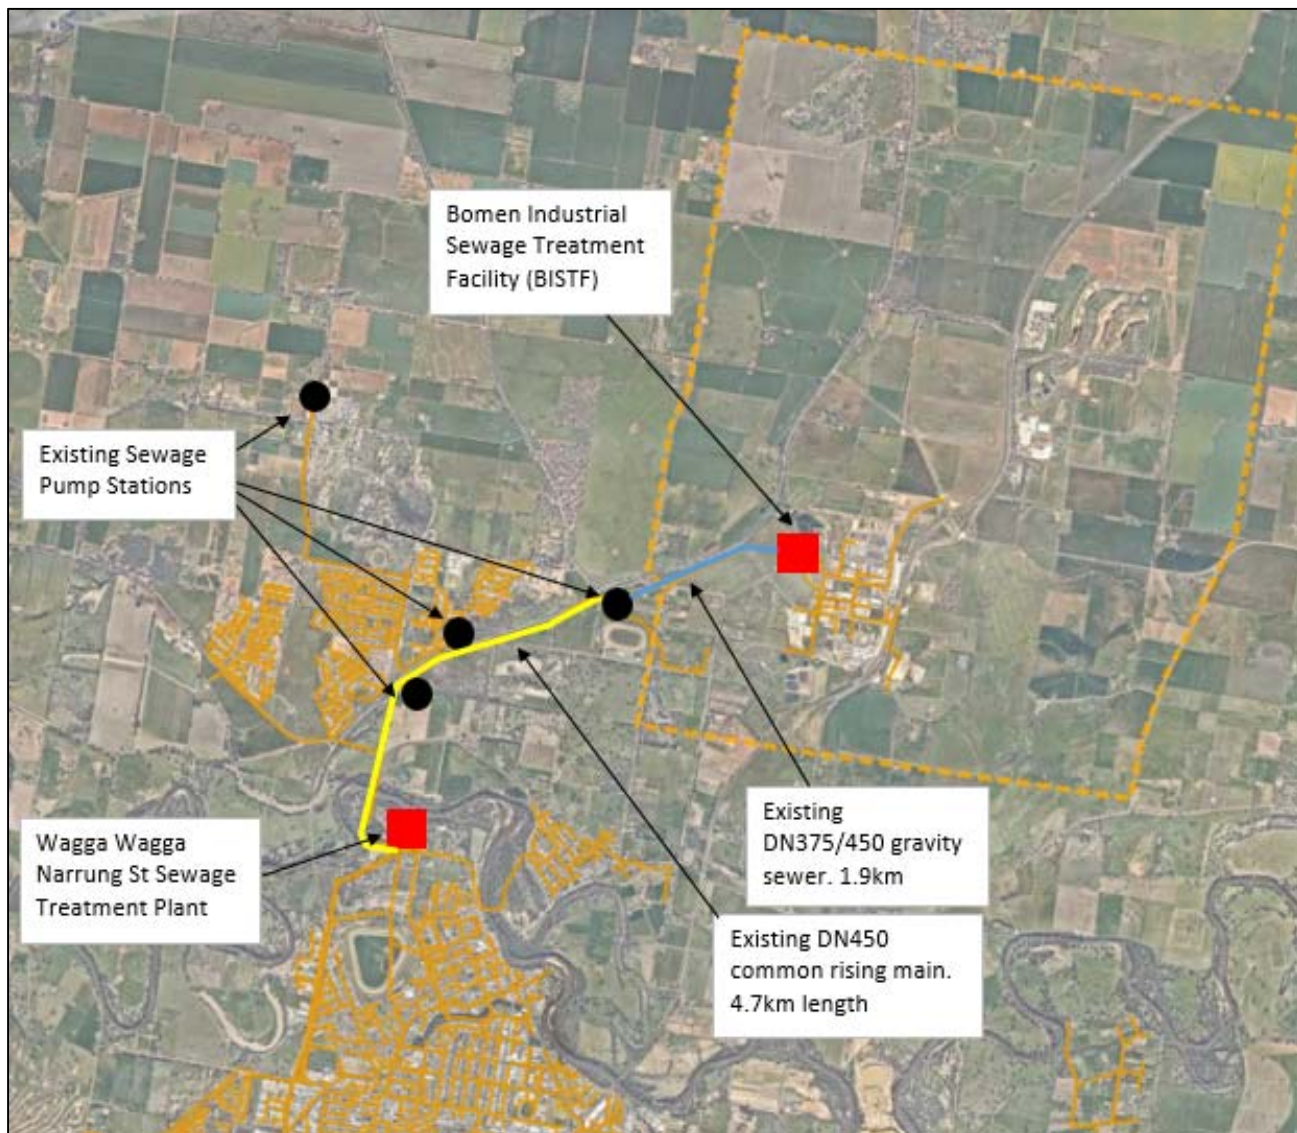 Bomen Industrial
Sewage Treatment
Facility (BISTF)
Existing Sewage
Pump Stations
Wagga Wagga
Narrung St Sewage
Treatment Plant
Existing
DN375/450 gravity
sewer. 1.9km
Existing DN450
common rising main.
4.7km length